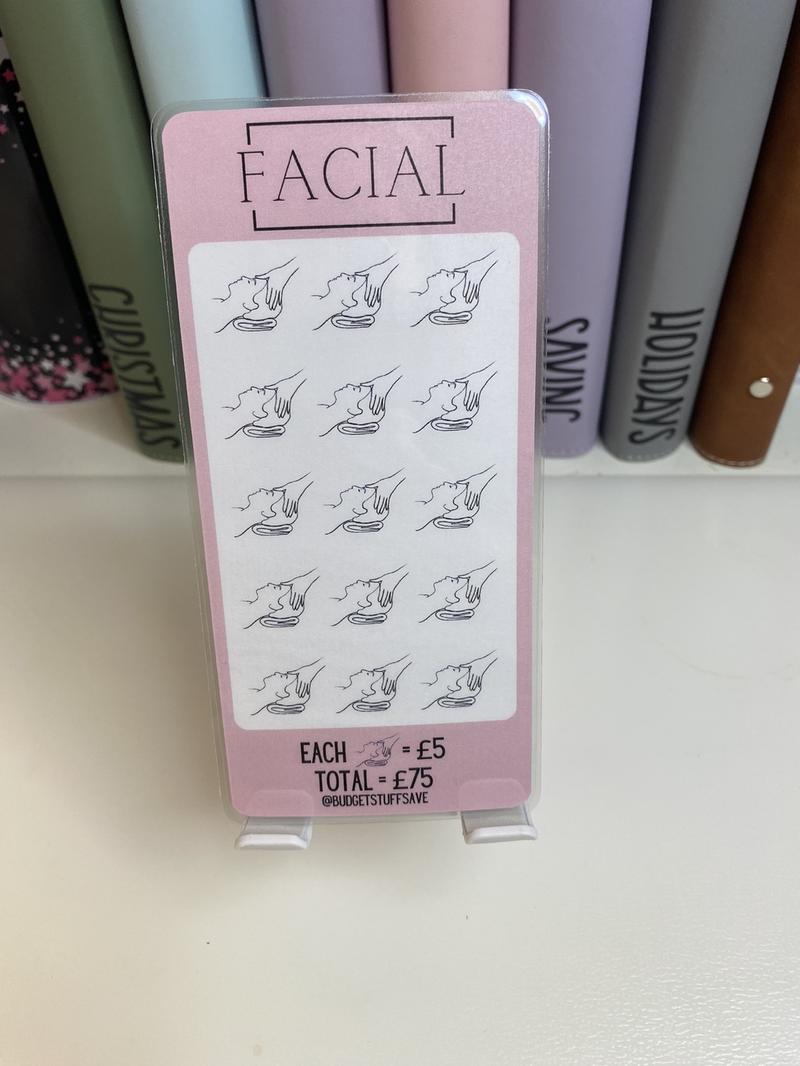 FACIAL
EACH = £5
TOTAL = £75
@BUDGETSTUFFSAVE
CHRISTMAS
SAVING
HOLIDAYS